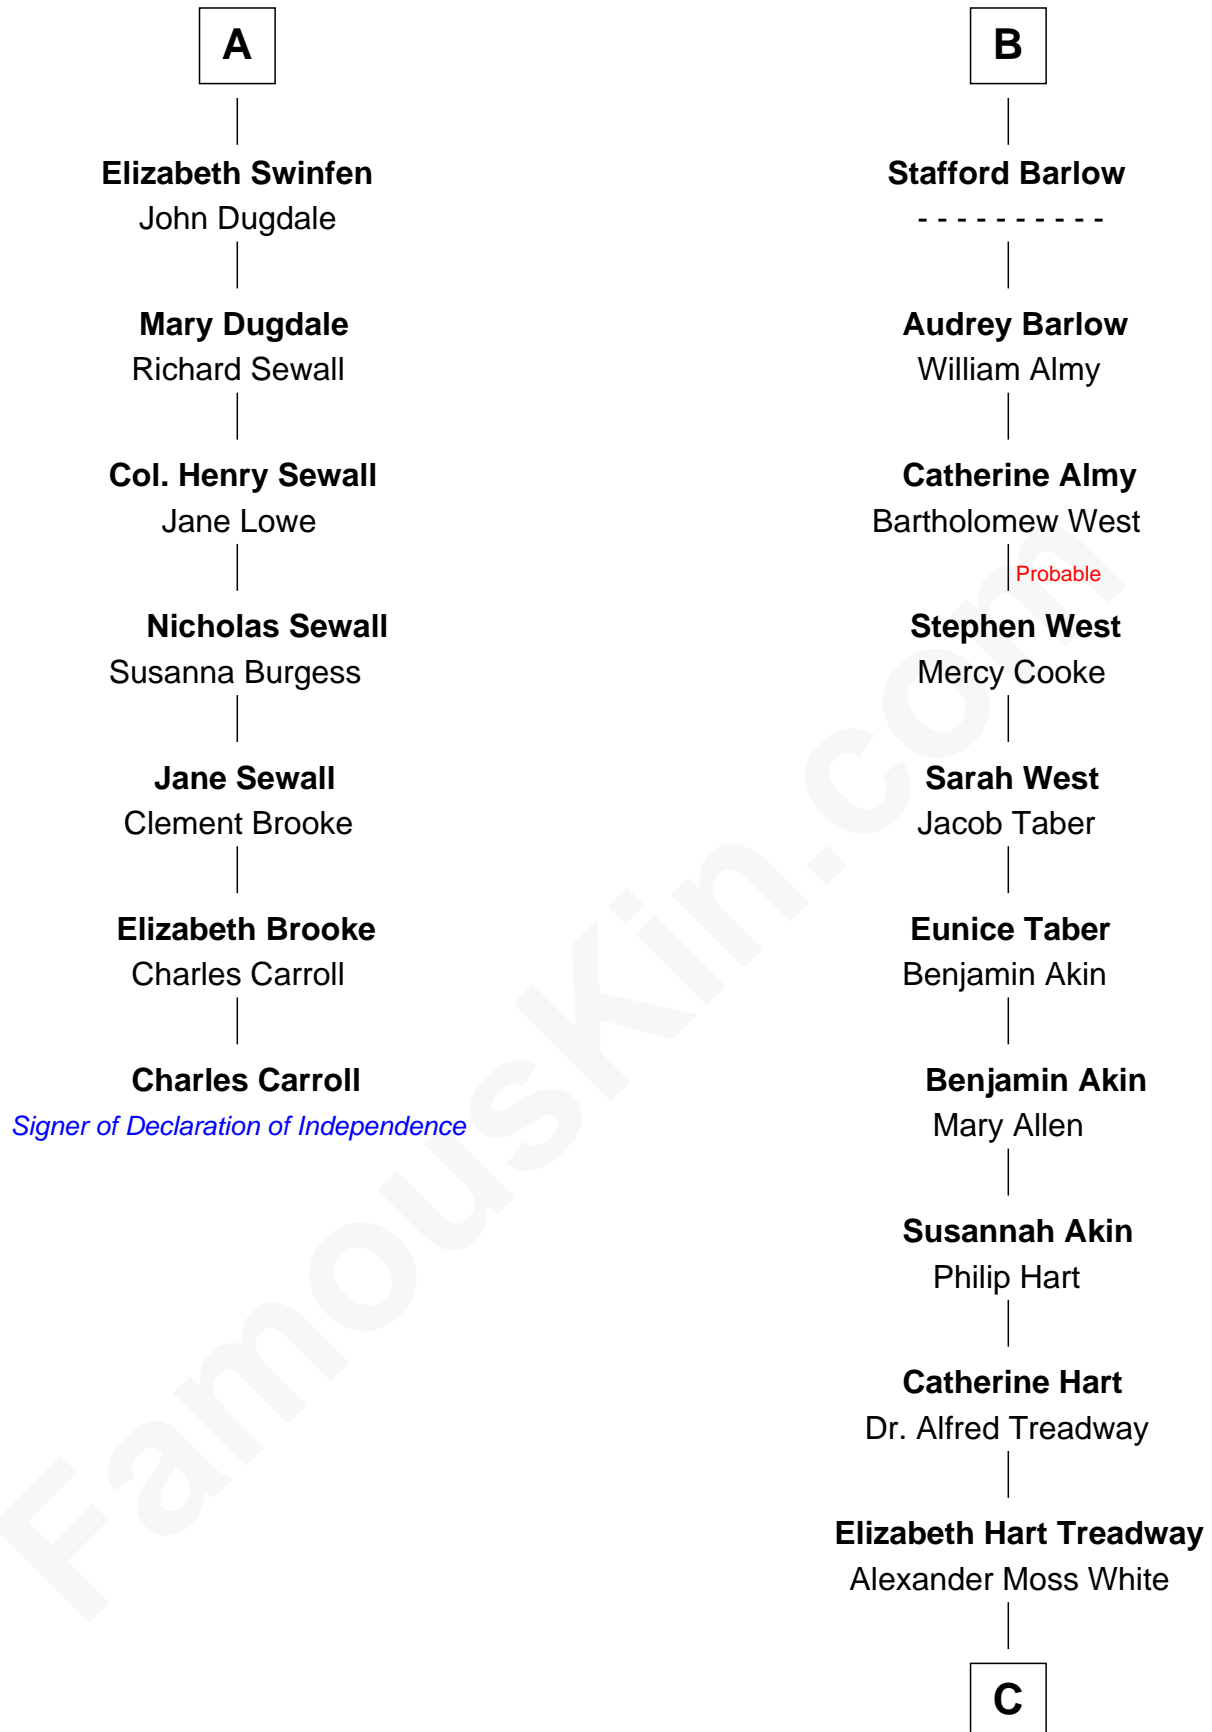 A
Elizabeth Swinfen
John Dugdale
Mary Dugdale
Richard Sewall
Col. Henry Sewall
Jane Lowe
Nicholas Sewall
Susanna Burgess
Jane Sewall
Clement Brooke
Elizabeth Brooke
Charles Carroll
Charles Carroll
Signer of Declaration of Independence
B
Stafford Barlow
- - - - - - - - - -
Audrey Barlow
William Almy
Catherine Almy
Bartholomew West
Probable
Stephen West
Mercy Cooke
Sarah West
Jacob Taber
Eunice Taber
Benjamin Akin
Benjamin Akin
Mary Allen
Susannah Akin
Philip Hart
Catherine Hart
Dr. Alfred Treadway
Elizabeth Hart Treadway
Alexander Moss White
C
FamousKin.com